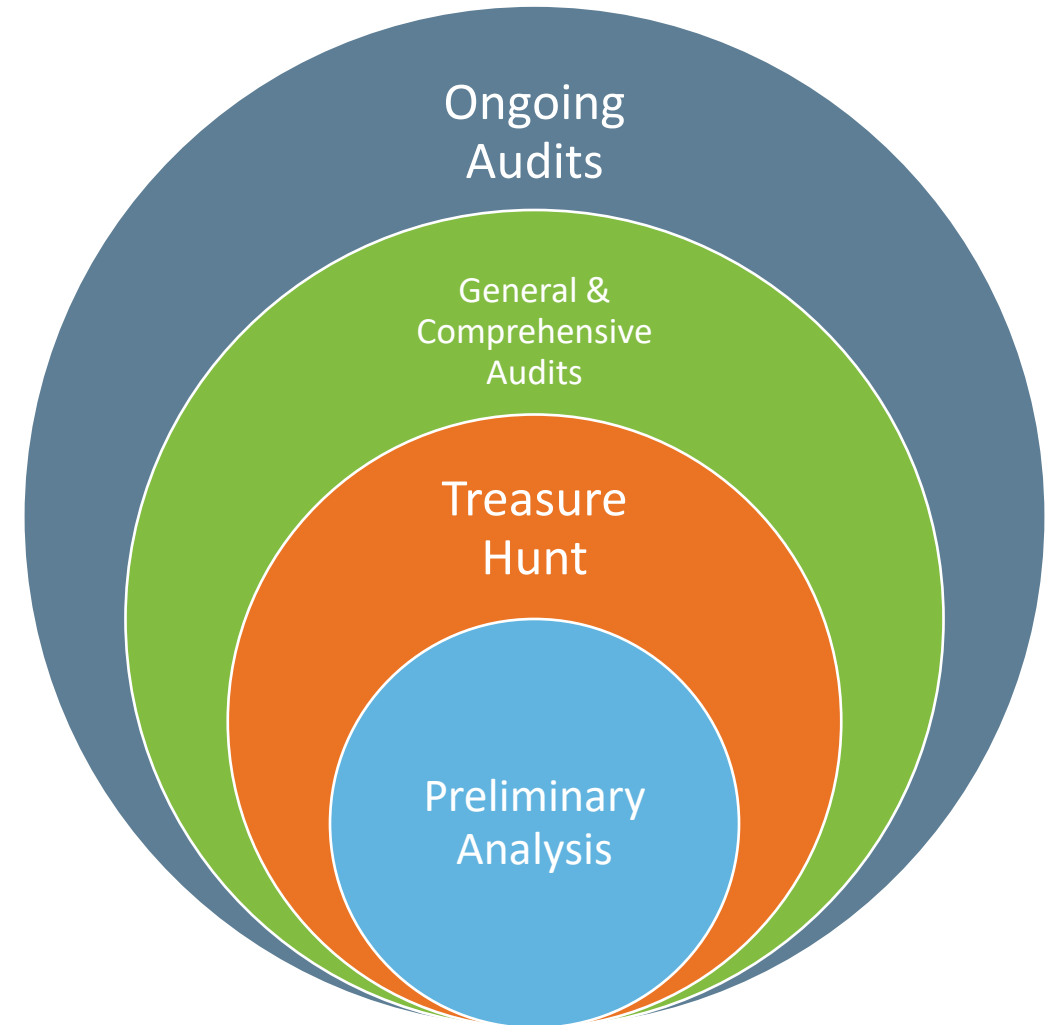 Ongoing
Audits
General &
Comprehensive
Audits
Treasure
Hunt
Preliminary
Analysis